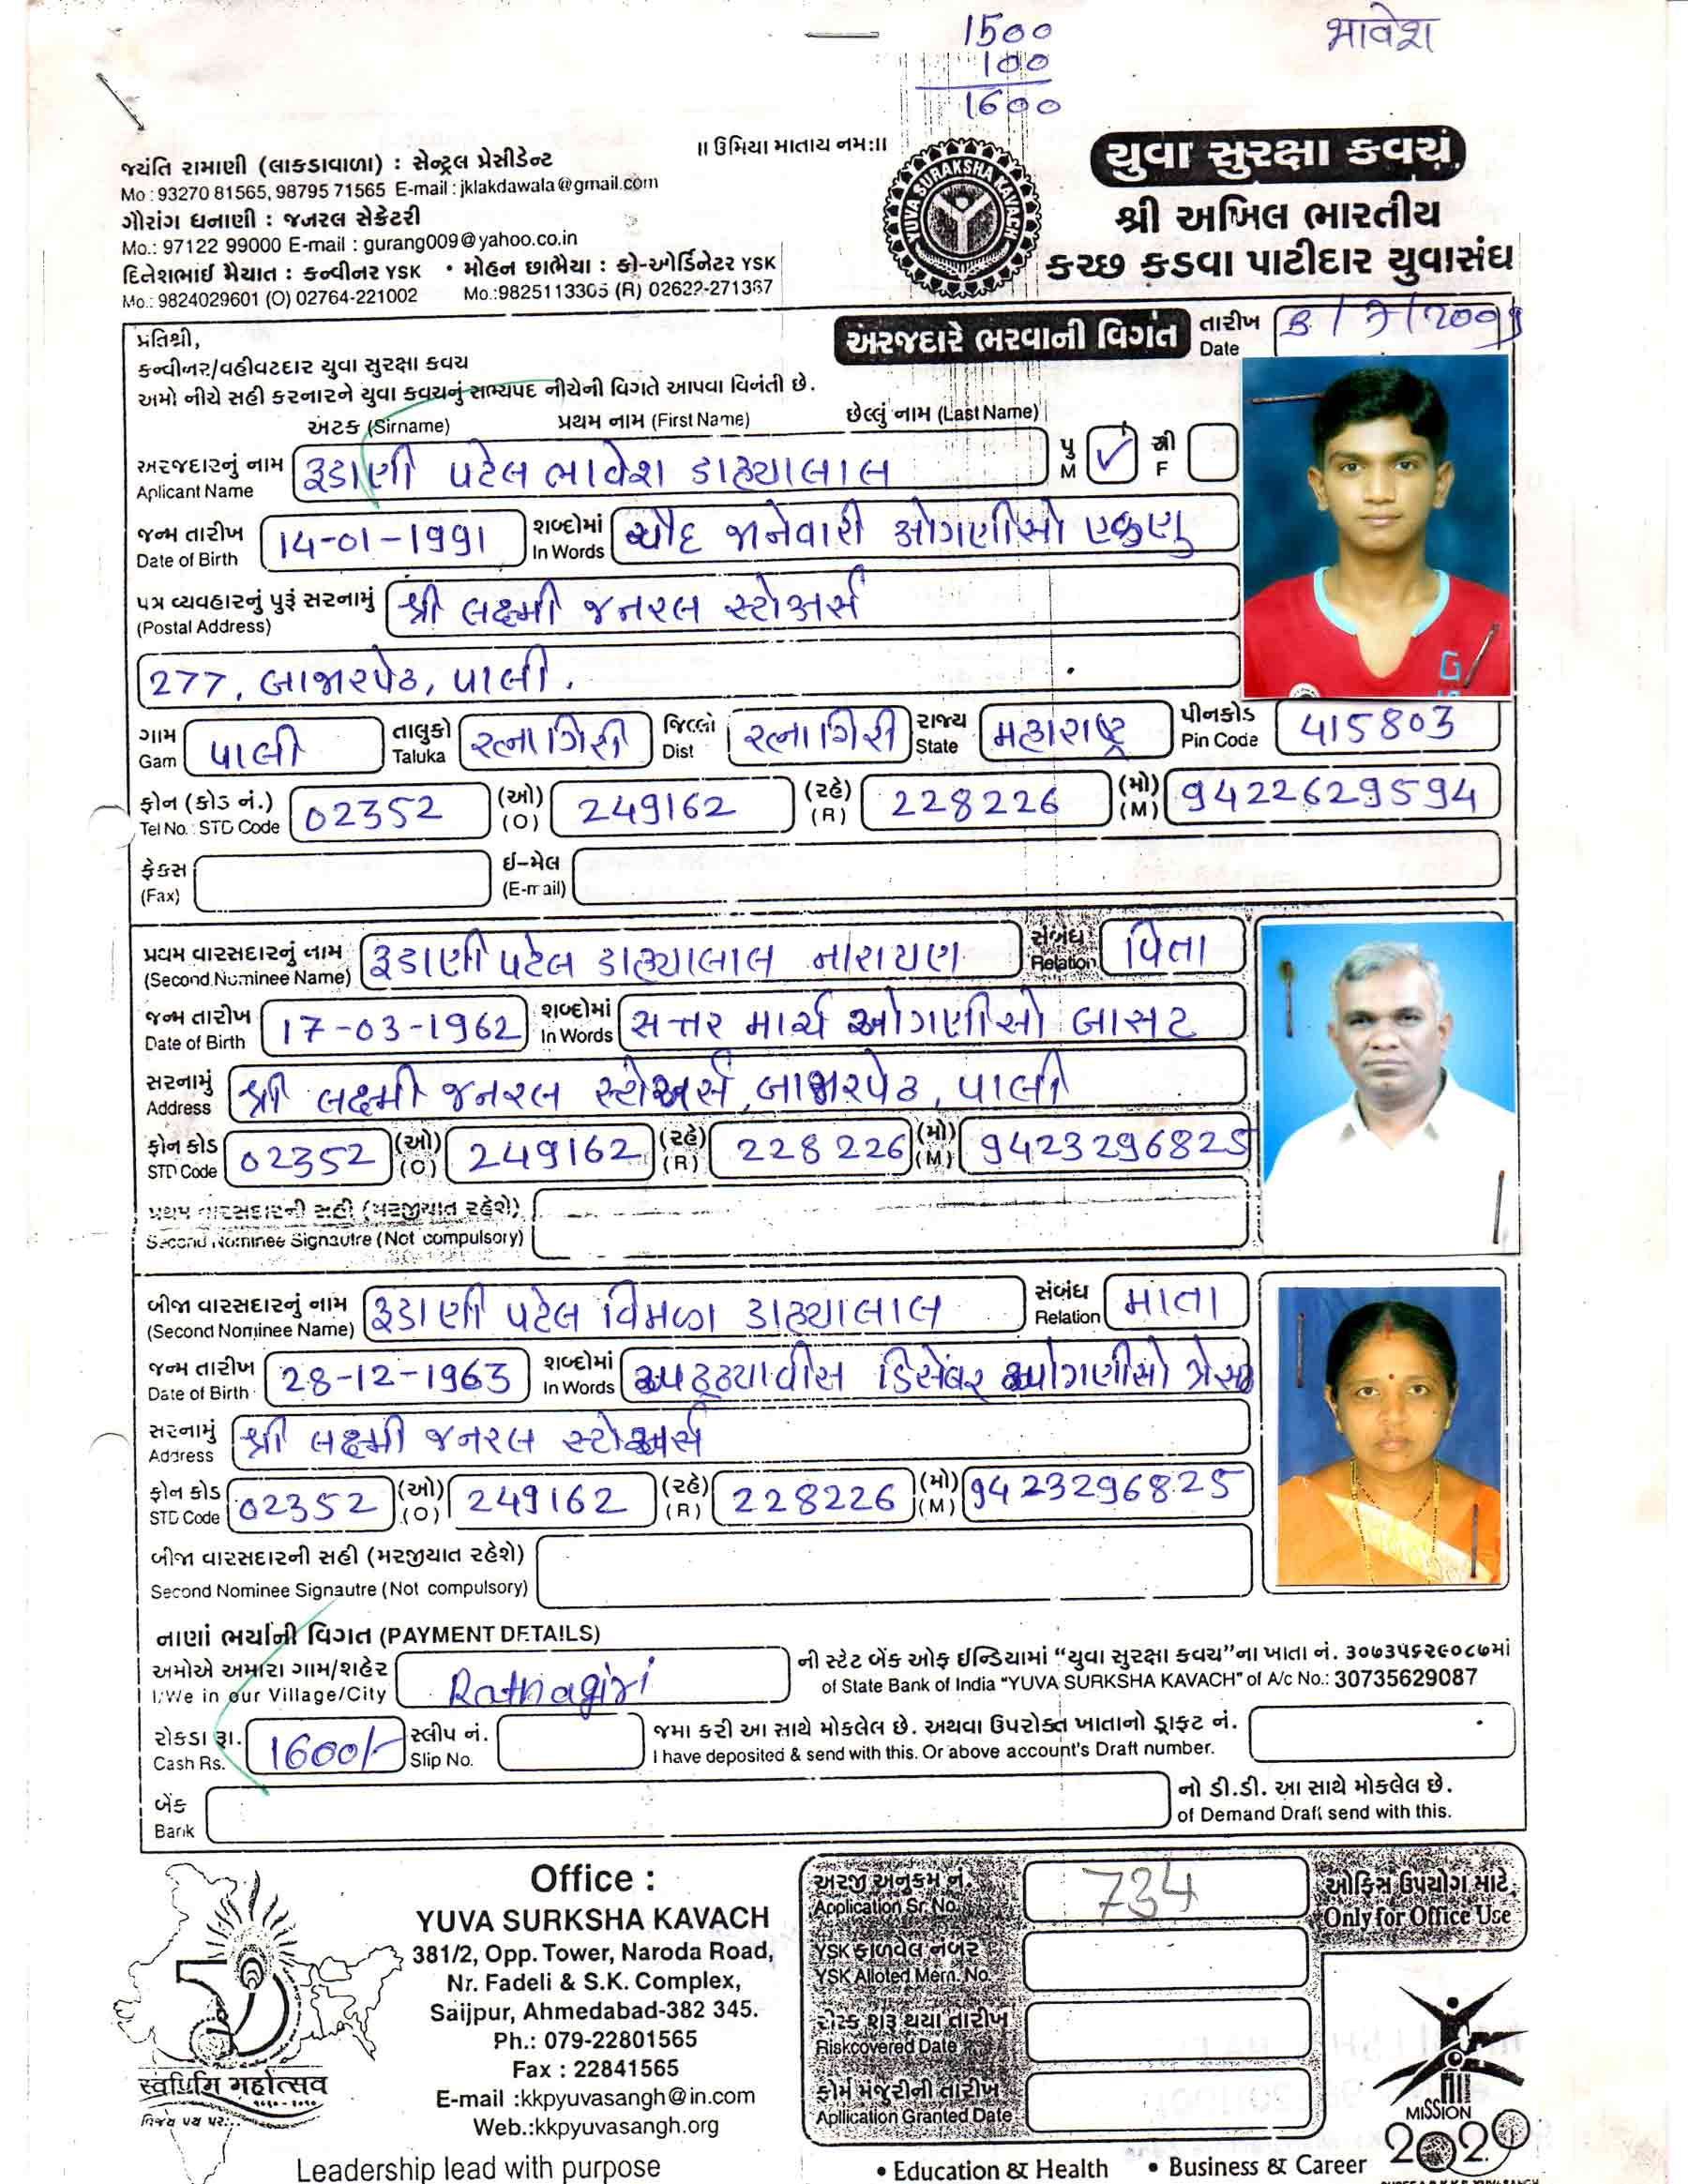 1500
100
1600
भावेश
॥ ઉમિયા માતાય નમઃ॥
જયંતિ રામાણી (લાકડાવાળા) : સેન્ટ્રલ પ્રેસીડેન્ટ
Mo : 93270 81565, 98795 71565 E-mail : jklakdawala@gmail.com
ગૌરાંગ ધનાણી : જનરલ સેક્રેટરી
Mo.: 97122 99000 E-mail : gurang009@yahoo.co.in
દિનેશભાઈ મૈયાત : કન્વીનર YSK • મોહન છાભૈયા : કો-ઓર્ડિનેટર YSK
Mo.: 9824029601 (O) 02764-221002 Mo.:9825113305 (R) 02622-271367
YUVA SURAKSHA KAVACH
યુવા સુરક્ષા કવચ
શ્રી અખિલ ભારતીય
કચ્છ કડવા પાટીદાર યુવાસંઘ
અરજદારે ભરવાની વિગત
તારીખ
Date /7/2009
પ્રતિશ્રી,
કન્વીનર/વહીવટદાર યુવા સુરક્ષા કવચ
અમો નીચે સહી કરનારને યુવા કવચનું સભ્યપદ નીચેની વિગતે આપવા વિનંતી છે.
અટક (Sirname) પ્રથમ નામ (First Name) છેલ્લું નામ (Last Name)
અરજદારનું નામ રૂડાણી પટેલ ભાવેશ ડાહ્યાલાલ પુ ✓ સ્ત્રી
Aplicant Name M F
જન્મ તારીખ 14-01-1991 શબ્દોમાં ચૌદ જાનેવારી ઓગણીસો એકાણુ
Date of Birth In Words
પત્ર વ્યવહારનું પુરૂં સરનામું શ્રી લક્ષ્મી જનરલ સ્ટોઅર્સ
(Postal Address)
277, બાજારપેઠ, પાલી.
ગામ પાલી તાલુકો રત્નાગિરી જિલ્લો રત્નાગિરી રાજ્ય મહારાષ્ટ્ર પીનકોડ 415803
Gam Taluka Dist State Pin Code
ફોન (કોડ નં.) 02352 (ઓ) 249162 (રહે) 228226 (મો) 9422629594
Tel No. : STD Code (O) (R) (M)
ફેકસ ઈ-મેલ
(Fax) (E-mail)
પ્રથમ વારસદારનું નામ રૂડાણી પટેલ ડાહ્યાલાલ નારાયણ સંબંધ પિતા
(Second Nominee Name) Relation
જન્મ તારીખ 17-03-1962 શબ્દોમાં સત્તર માર્ચ ઓગણીસો બાસટ
Date of Birth In Words
સરનામું શ્રી લક્ષ્મી જનરલ સ્ટોઅર્સ, બાજારપેઠ, પાલી
Address
ફોન કોડ 02352 (ઓ) 249162 (રહે) 228226 (મો) 9423296825
STD Code (O) (R) (M)
પ્રથમ વારસદારની સહી (મરજીયાત રહેશે)
Second Nominee Signautre (Not compulsory)
બીજા વારસદારનું નામ રૂડાણી પટેલ વિમળા ડાહ્યાલાલ સંબંધ માતા
(Second Nominee Name) Relation
જન્મ તારીખ 28-12-1963 શબ્દોમાં અઠ્ઠયાવીસ ડિસેંબર ઓગણીસો
Date of Birth In Words
સરનામું શ્રી લક્ષ્મી જનરલ સ્ટોઅર્સ
Address
ફોન કોડ 02352 (ઓ) 249162 (રહે) 228226 (મો) 9423296825
STD Code (O) (R) (M)
બીજા વારસદારની સહી (મરજીયાત રહેશે)
Second Nominee Signautre (Not compulsory)
નાણાં ભર્યાની વિગત (PAYMENT DETAILS)
અમોએ અમારા ગામ/શહેર Ratnagiri ની સ્ટેટ બેંક ઓફ ઈન્ડિયામાં “યુવા સુરક્ષા કવચ”ના ખાતા નં. ૩૦૭૩૫૬૨૯૦૮૭માં
I/We in our Village/City of State Bank of India "YUVA SURKSHA KAVACH" of A/c No.: 30735629087
રોકડા રૂા. 1600/- સ્લીપ નં. જમા કરી આ સાથે મોકલેલ છે. અથવા ઉપરોક્ત ખાતાનો ડ્રાફટ નં.
Cash Rs. Slip No. I have deposited & send with this. Or above account's Draft number.
બેંક નો ડી.ડી. આ સાથે મોકલેલ છે.
Bank of Demand Draft send with this.
Office :
YUVA SURKSHA KAVACH
381/2, Opp. Tower, Naroda Road,
Nr. Fadeli & S.K. Complex,
Saijpur, Ahmedabad-382 345.
Ph.: 079-22801565
Fax : 22841565
E-mail :kkpyuvasangh@in.com
Web.:kkpyuvasangh.org
અરજી અનુક્રમ નં. 734 ઓફિસ ઉપયોગ માટે
Application Sr. No. Only for Office Use
YSK ફાળવેલ નંબર
YSK Alloted Mem. No.
રીસ્ક શરૂ થયા તારીખ
Riskcovered Date
ફોર્મ મંજુરીની તારીખ
Apllication Granted Date
MISSION
2020
Leadership lead with purpose
• Education & Health • Business & Career